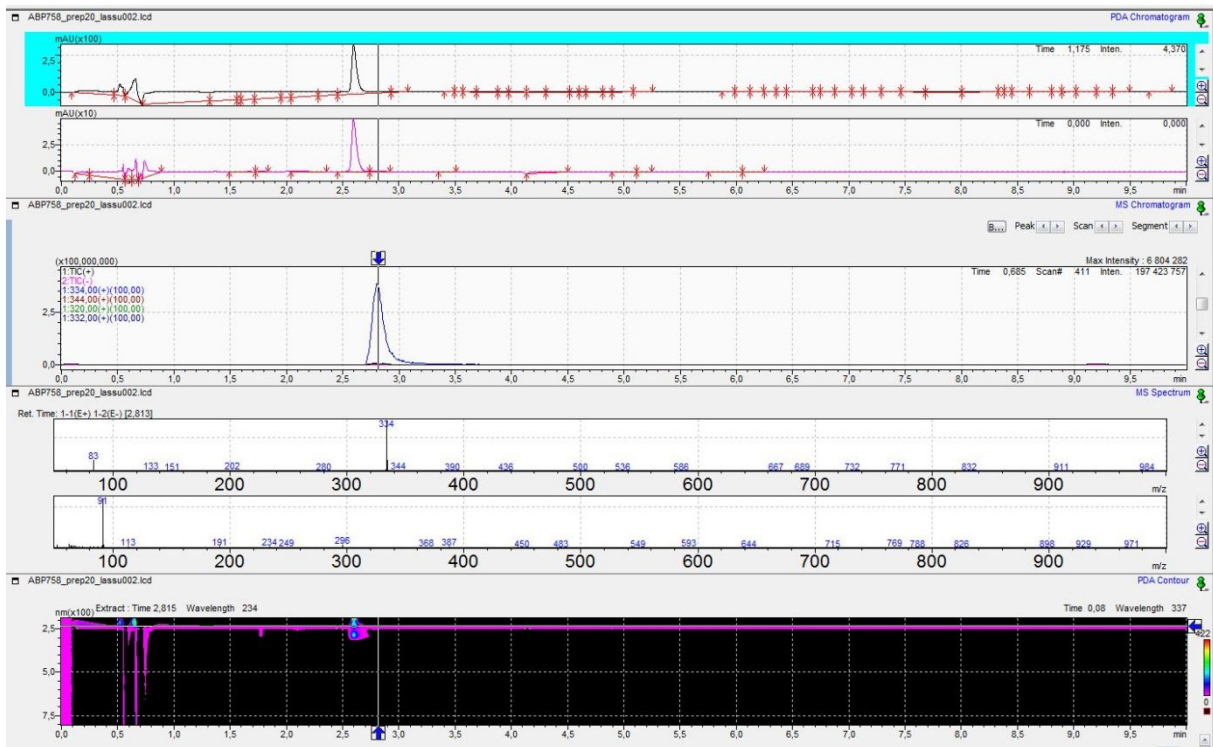 ABP758_prep20_lassu002.lcd PDA Chromatogram
mAU(x100)
Time 1,175 Inten. 4,370
2,5
0,0
mAU(x10)
Time 0,000 Inten. 0,000
2,5
0,0
0,0 0,5 1,0 1,5 2,0 2,5 3,0 3,5 4,0 4,5 5,0 5,5 6,0 6,5 7,0 7,5 8,0 8,5 9,0 9,5 min
ABP758_prep20_lassu002.lcd MS Chromatogram
B... Peak Scan Segment
(x100,000,000) Max Intensity : 6 804 282
1:TIC(+) Time 0,685 Scan# 411 Inten. 197 423 757
2:TIC(-)
1:334,00(+)(100,00)
1:344,00(+)(100,00)
1:320,00(+)(100,00)
1:332,00(+)(100,00)
2,5
0,0
0,0 0,5 1,0 1,5 2,0 2,5 3,0 3,5 4,0 4,5 5,0 5,5 6,0 6,5 7,0 7,5 8,0 8,5 9,0 9,5 min
ABP758_prep20_lassu002.lcd MS Spectrum
Ret. Time: 1-1(E+) 1-2(E-) [2,813]
334
83 133 151 202 280 344 390 436 500 536 586 667 689 732 771 832 911 984
100 200 300 400 500 600 700 800 900 m/z
91
113 191 234 249 296 368 387 450 483 549 593 644 715 769 788 826 898 929 971
100 200 300 400 500 600 700 800 900 m/z
ABP758_prep20_lassu002.lcd PDA Contour
nm(x100) Extract : Time 2,815 Wavelength 234 Time 0,08 Wavelength 337
2,5
422
5,0
7,5
0
0,0 0,5 1,0 1,5 2,0 2,5 3,0 3,5 4,0 4,5 5,0 5,5 6,0 6,5 7,0 7,5 8,0 8,5 9,0 9,5 min